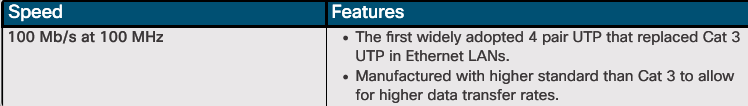 Speed
Features
100 Mb/s at 100 MHz
• The first widely adopted 4 pair UTP that replaced Cat 3
UTP in Ethernet LANs.
• Manufactured with higher standard than Cat 3 to allow
for higher data transfer rates.